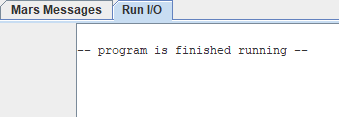 Mars Messages Run I/O
-- program is finished running --